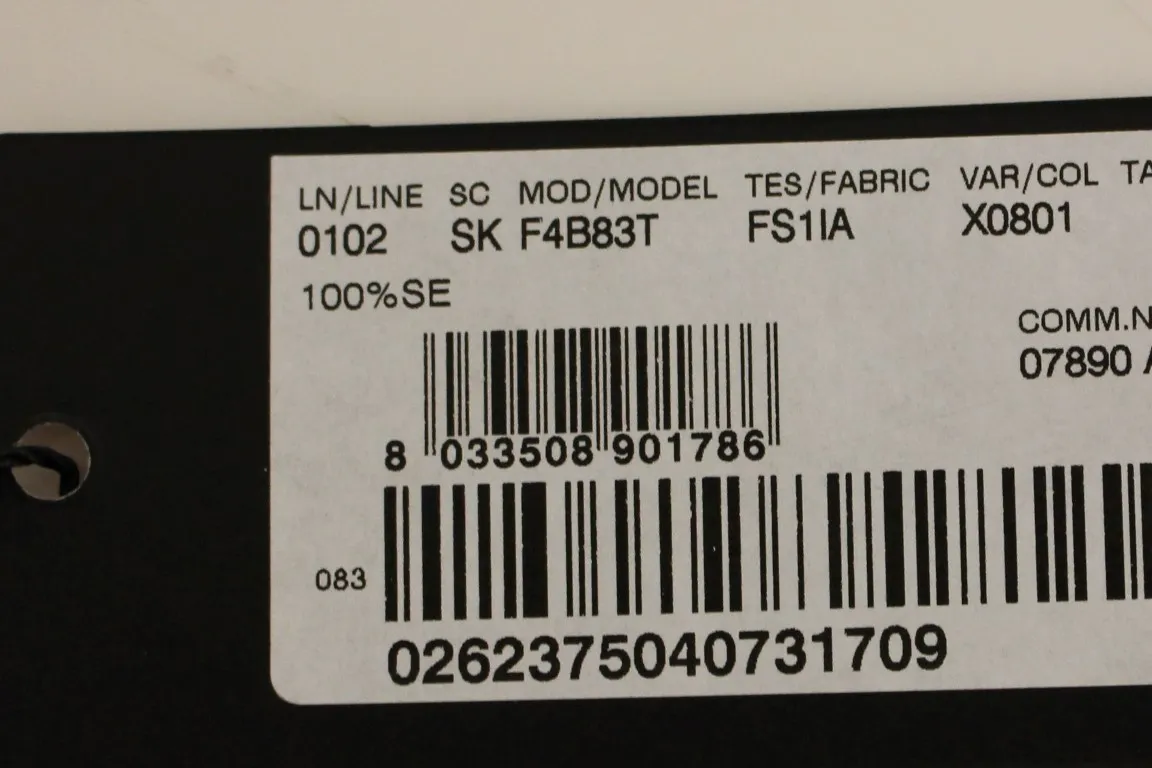 LN/LINE SC MOD/MODEL TES/FABRIC VAR/COL TA
0102 SK F4B83T FS1IA X0801
100%SE
COMM.N
07890 A
8 033508 901786
083
0262375040731709